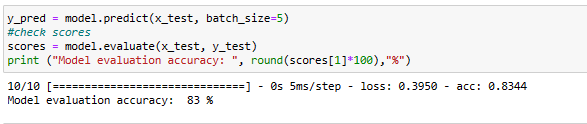 y_pred = model.predict(x_test, batch_size=5)
#check scores
scores = model.evaluate(x_test, y_test)
print ("Model evaluation accuracy: ", round(scores[1]*100),"%")
10/10 [==============================] - 0s 5ms/step - loss: 0.3950 - acc: 0.8344
Model evaluation accuracy:  83 %